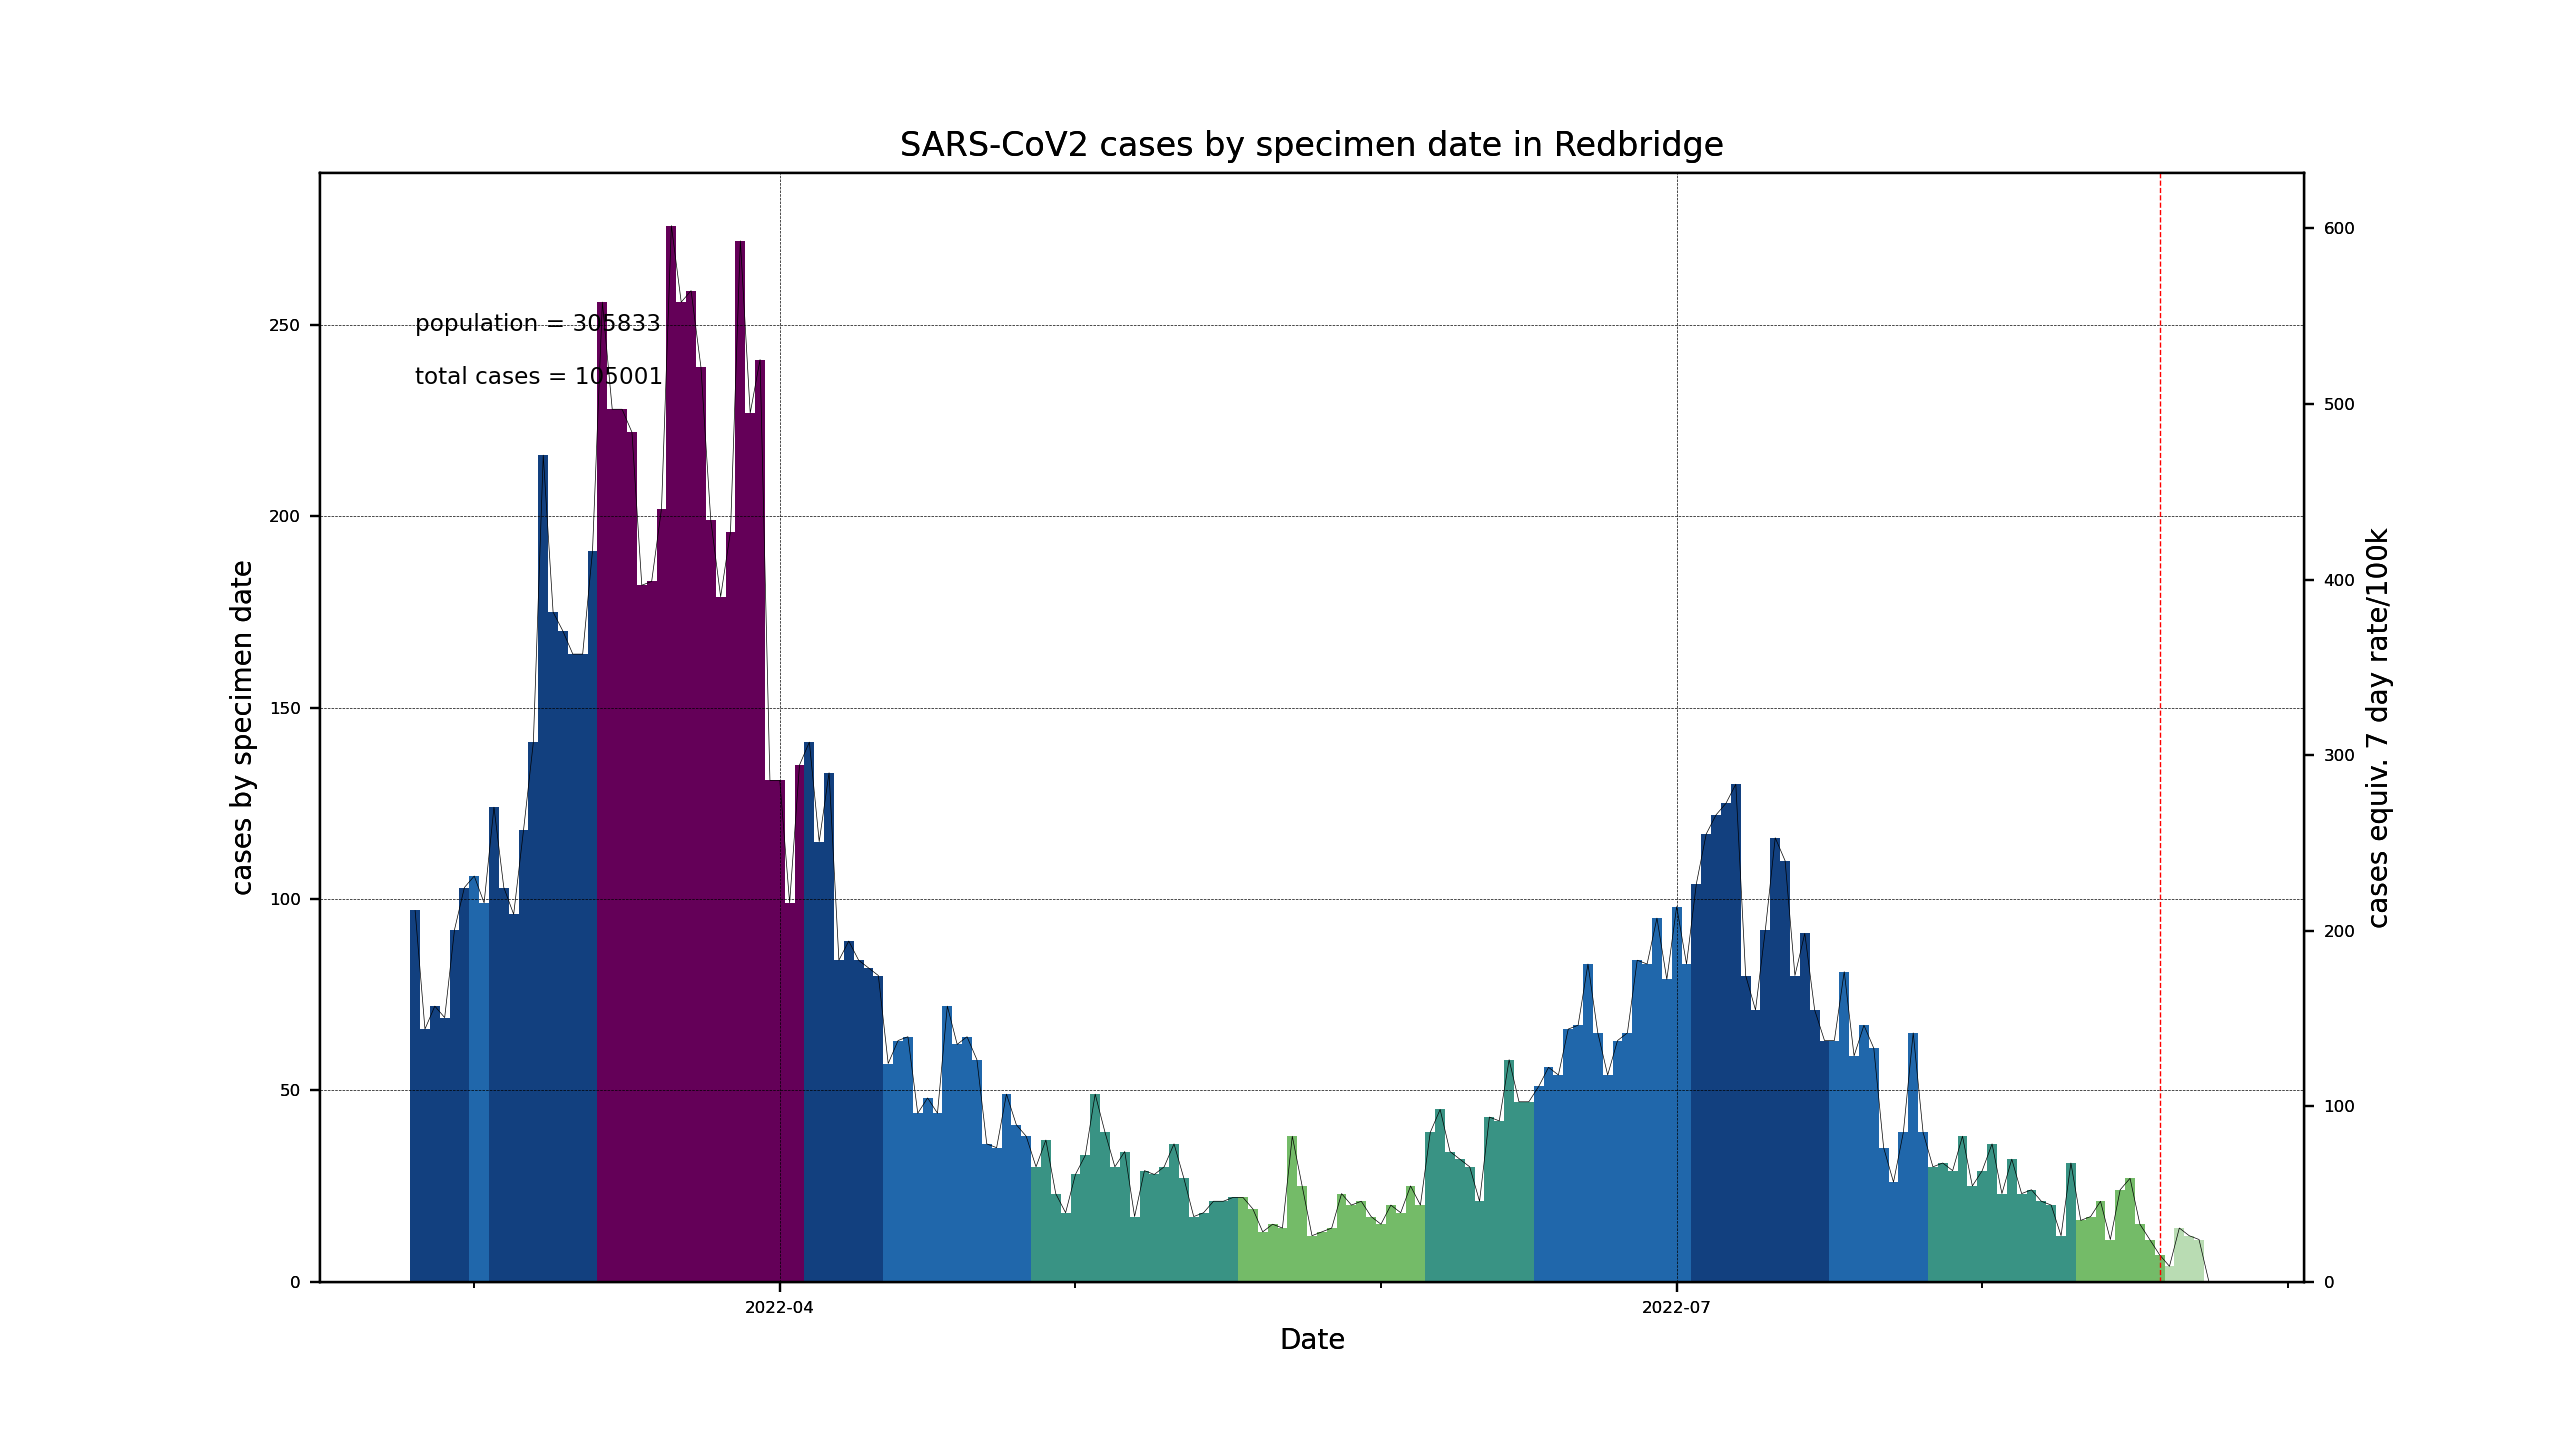 SARS-CoV2 cases by specimen date in Redbridge
population = 305833
total cases = 105001
cases by specimen date
250
200
150
100
50
0
600
500
400
300
200
100
0
cases equiv. 7 day rate/100k
2022-04
2022-07
Date